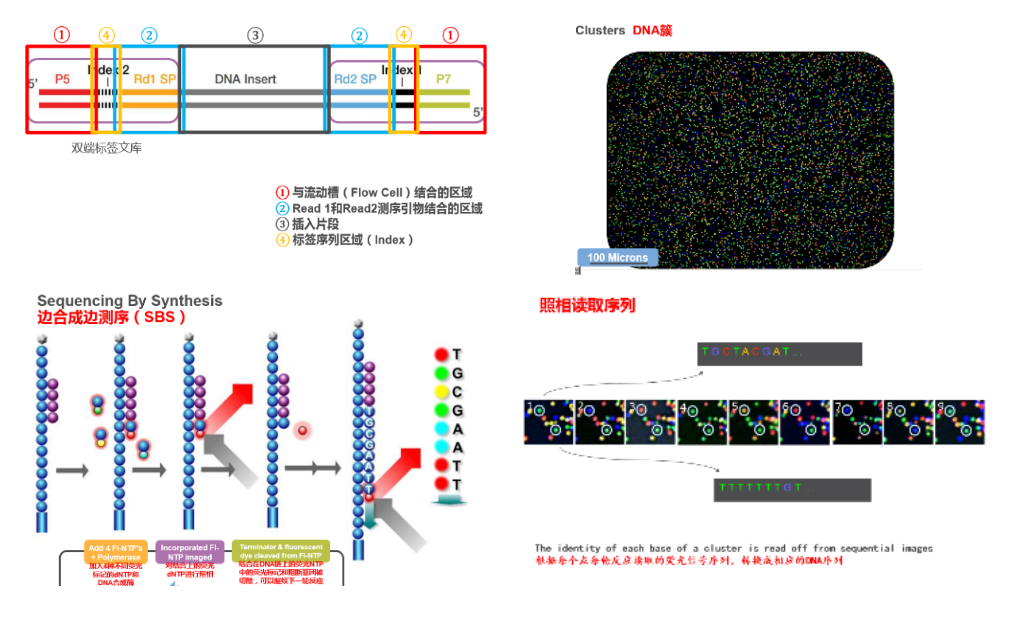 ① ④ ② ③ ② ④ ①
Index 2 Index 1
P5 Rd1 SP DNA Insert Rd2 SP P7
5'
5'
双端标签文库
① 与流动槽（Flow Cell）结合的区域
② Read 1和Read2测序引物结合的区域
③ 插入片段
④ 标签序列区域（Index）
Clusters DNA簇
100 Microns
Sequencing By Synthesis
边合成边测序（SBS）
TGCGAATT
T
G
C
G
A
A
T
T
Add 4 Fl-NTP's
+ Polymerase
加入4种不同荧光
标记的dNTP和
DNA合成酶
Incorporated Fl-
NTP imaged
对结合上的荧光
dNTP进行照相
Terminator & fluorescent
dye cleaved from Fl-NTP
结合在DNA链上的荧光NTP
中的荧光标记和阻断基团被
切除，可以继续下一轮反应
照相读取序列
TGCTACGAT...
1 2 3 4 5 6 7 8 9
TTTTTTTGT...
The identity of each base of a cluster is read off from sequential images
根据每个点每轮反应读取的荧光信号序列，转换成相应的DNA序列